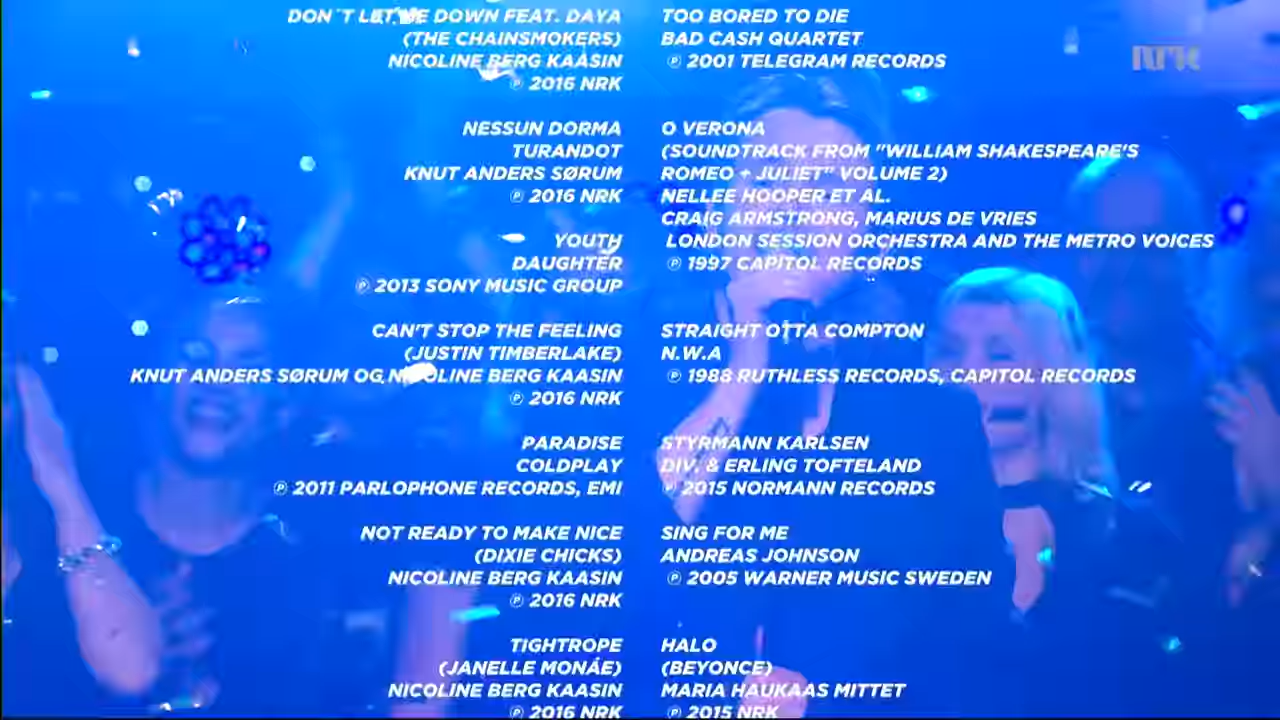 DON´T LET ME DOWN FEAT. DAYA
(THE CHAINSMOKERS)
NICOLINE BERG KAASIN
℗ 2016 NRK
NESSUN DORMA
TURANDOT
KNUT ANDERS SØRUM
℗ 2016 NRK
YOUTH
DAUGHTER
℗ 2013 SONY MUSIC GROUP
CAN'T STOP THE FEELING
(JUSTIN TIMBERLAKE)
KNUT ANDERS SØRUM OG NICOLINE BERG KAASIN
℗ 2016 NRK
PARADISE
COLDPLAY
℗ 2011 PARLOPHONE RECORDS, EMI
NOT READY TO MAKE NICE
(DIXIE CHICKS)
NICOLINE BERG KAASIN
℗ 2016 NRK
TIGHTROPE
(JANELLE MONÁE)
NICOLINE BERG KAASIN
℗ 2016 NRK
TOO BORED TO DIE
BAD CASH QUARTET
℗ 2001 TELEGRAM RECORDS
O VERONA
(SOUNDTRACK FROM "WILLIAM SHAKESPEARE'S
ROMEO + JULIET" VOLUME 2)
NELLEE HOOPER ET AL.
CRAIG ARMSTRONG, MARIUS DE VRIES
LONDON SESSION ORCHESTRA AND THE METRO VOICES
℗ 1997 CAPITOL RECORDS
STRAIGHT OTTA COMPTON
N.W.A
℗ 1988 RUTHLESS RECORDS, CAPITOL RECORDS
STYRMANN KARLSEN
DIV. & ERLING TOFTELAND
℗ 2015 NORMANN RECORDS
SING FOR ME
ANDREAS JOHNSON
℗ 2005 WARNER MUSIC SWEDEN
HALO
(BEYONCE)
MARIA HAUKAAS MITTET
℗ 2015 NRK
NRK